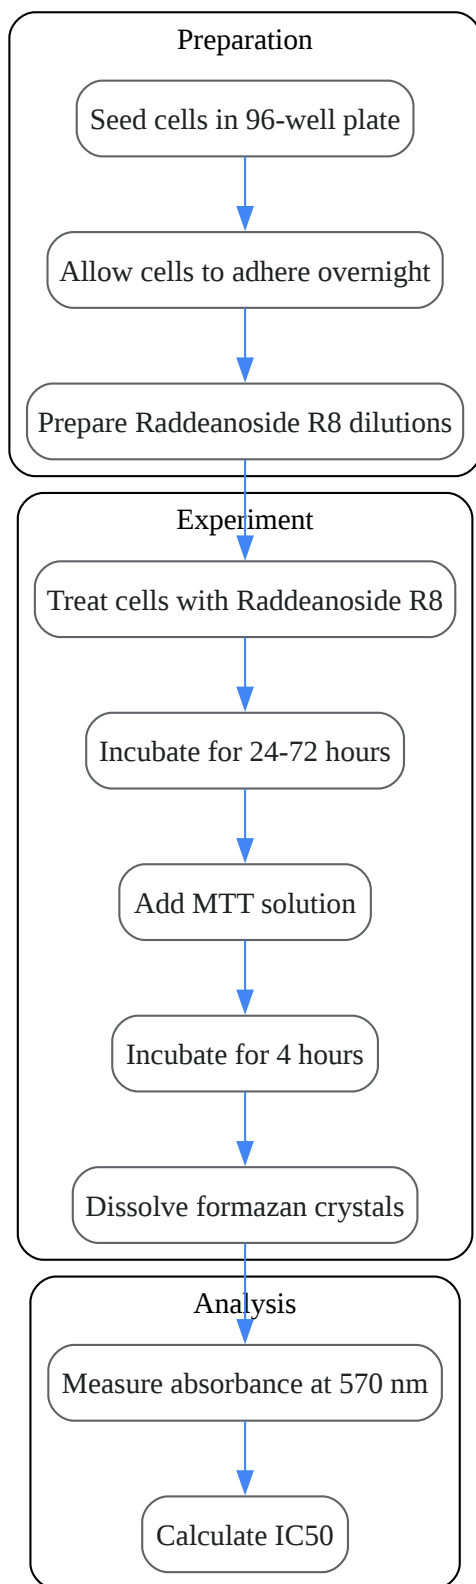 Preparation
Seed cells in 96-well plate
Allow cells to adhere overnight
Prepare Raddeanoside R8 dilutions
Experiment
Treat cells with Raddeanoside R8
Incubate for 24-72 hours
Add MTT solution
Incubate for 4 hours
Dissolve formazan crystals
Analysis
Measure absorbance at 570 nm
Calculate IC50